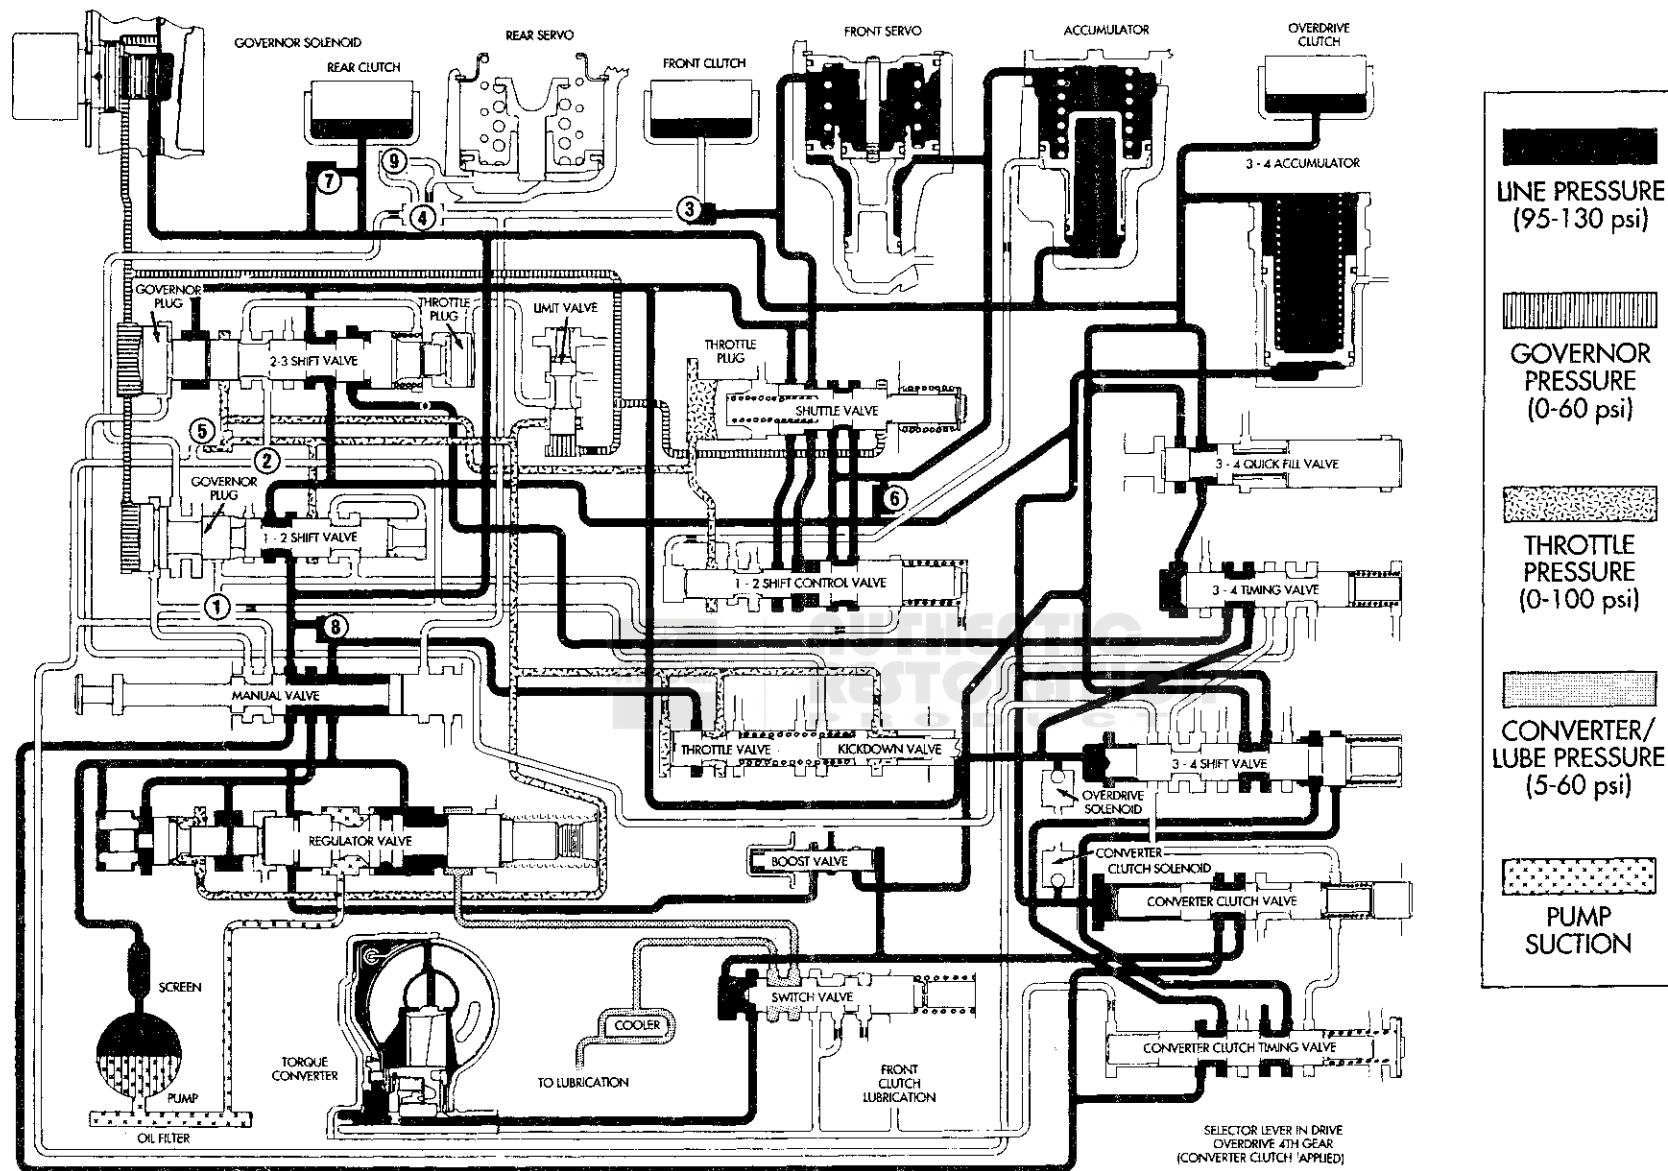 GOVERNOR SOLENOID
REAR CLUTCH
REAR SERVO
FRONT CLUTCH
FRONT SERVO
ACCUMULATOR
OVERDRIVE
CLUTCH
3 - 4 ACCUMULATOR
7
9
4
3
GOVERNOR
PLUG
THROTTLE
PLUG
LIMIT VALVE
2-3 SHIFT VALVE
THROTTLE
PLUG
SHUTTLE VALVE
5
2
GOVERNOR
PLUG
6
3 - 4 QUICK FILL VALVE
1 - 2 SHIFT VALVE
1 - 2 SHIFT CONTROL VALVE
3 - 4 TIMING VALVE
1
8
AUTHENTIC
RESTORATION
PRODUCT
MANUAL VALVE
THROTTLE VALVE
KICKDOWN VALVE
3 - 4 SHIFT VALVE
OVERDRIVE
SOLENOID
REGULATOR VALVE
BOOST VALVE
CONVERTER
CLUTCH SOLENOID
CONVERTER CLUTCH VALVE
SCREEN
SWITCH VALVE
COOLER
CONVERTER CLUTCH TIMING VALVE
TORQUE
CONVERTER
TO LUBRICATION
FRONT
CLUTCH
LUBRICATION
PUMP
OIL FILTER
SELECTOR LEVER IN DRIVE
OVERDRIVE 4TH GEAR
(CONVERTER CLUTCH APPLIED)
LINE PRESSURE
(95-130 psi)
GOVERNOR
PRESSURE
(0-60 psi)
THROTTLE
PRESSURE
(0-100 psi)
CONVERTER/
LUBE PRESSURE
(5-60 psi)
PUMP
SUCTION